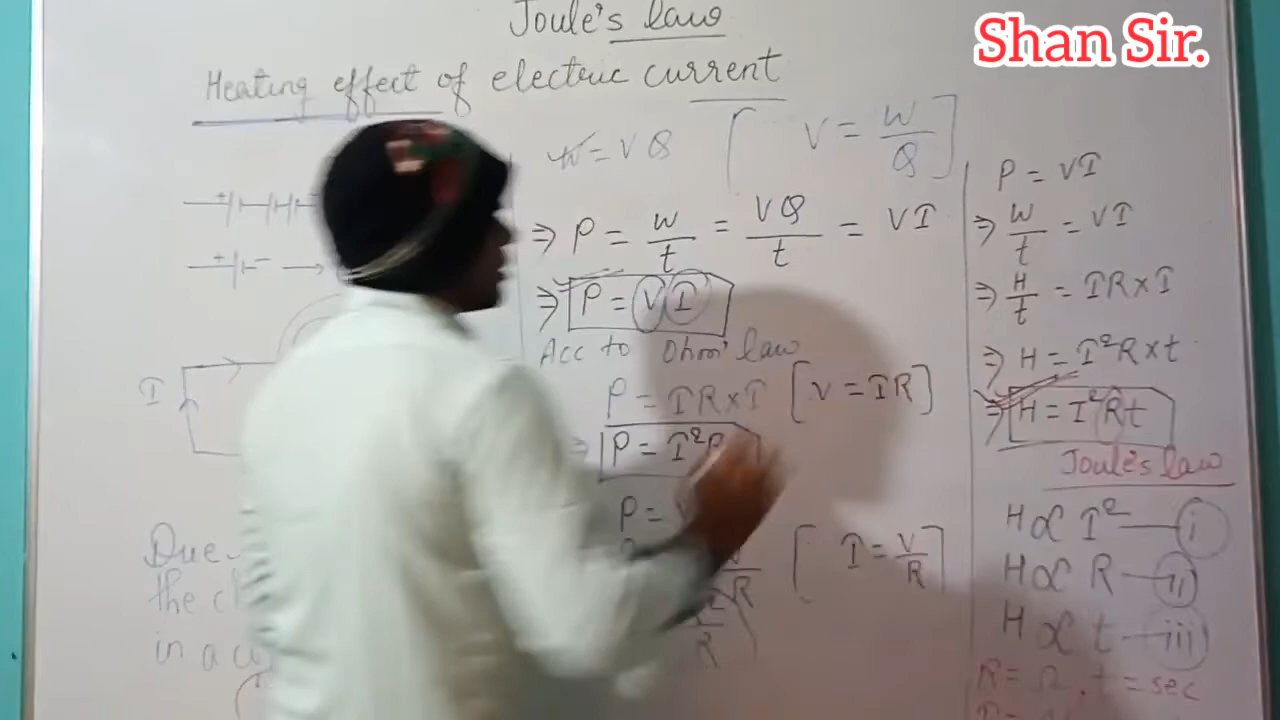 Joule's law
Shan Sir.
Heating effect of electric current
W = VQ [ V = W/Q ]
⇒ P = W/t = VQ/t = VI
⇒ P = VI
Acc to Ohm' law
P = IR×I [V = IR]
⇒ P = I²R
P = V
[ I = V/R ]
I
Due
the
in a
P = VI
⇒ W/t = VI
⇒ H/t = IR×I
⇒ H = I²R×t
⇒ H = I²Rt
Joule's law
H ∝ I² — i
H ∝ R — ii
H ∝ t — iii
R = Ω, t = sec